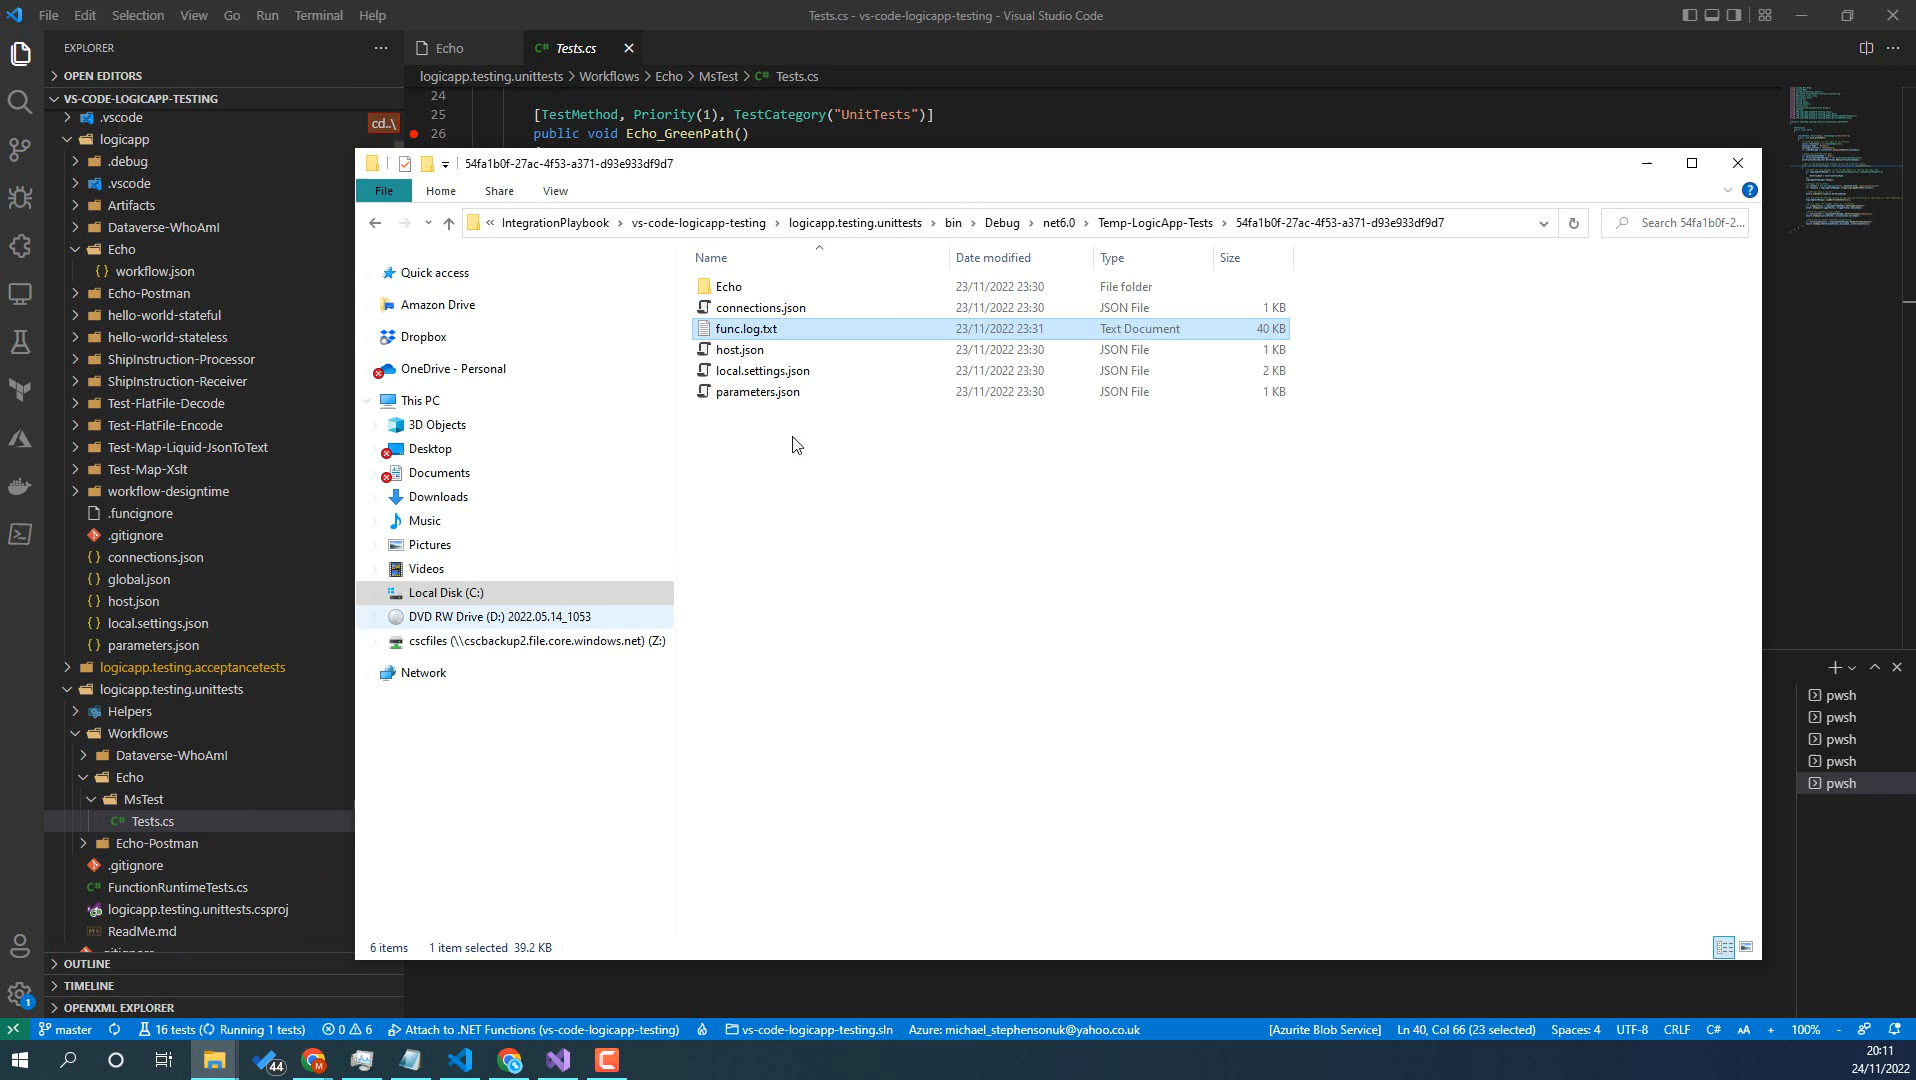 File Edit Selection View Go Run Terminal Help
Tests.cs - vs-code-logicapp-testing - Visual Studio Code
EXPLORER
OPEN EDITORS
VS-CODE-LOGICAPP-TESTING
.vscode
logicapp
.debug
.vscode
Artifacts
Dataverse-WhoAmI
Echo
workflow.json
Echo-Postman
hello-world-stateful
hello-world-stateless
ShipInstruction-Processor
ShipInstruction-Receiver
Test-FlatFile-Decode
Test-FlatFile-Encode
Test-Map-Liquid-JsonToText
Test-Map-Xslt
workflow-designtime
.funcignore
.gitignore
connections.json
global.json
host.json
local.settings.json
parameters.json
logicapp.testing.acceptancetests
logicapp.testing.unittests
Helpers
Workflows
Dataverse-WhoAmI
Echo
MsTest
C# Tests.cs
Echo-Postman
.gitignore
C# FunctionRuntimeTests.cs
logicapp.testing.unittests.csproj
ReadMe.md
OUTLINE
TIMELINE
OPENXML EXPLORER
cd..\
Echo
C# Tests.cs
logicapp.testing.unittests > Workflows > Echo > MsTest > C# Tests.cs
24
25 [TestMethod, Priority(1), TestCategory("UnitTests")]
26 public void Echo_GreenPath()
54fa1b0f-27ac-4f53-a371-d93e933df9d7
File Home Share View
« IntegrationPlaybook > vs-code-logicapp-testing > logicapp.testing.unittests > bin > Debug > net6.0 > Temp-LogicApp-Tests > 54fa1b0f-27ac-4f53-a371-d93e933df9d7
Search 54fa1b0f-2...
Quick access
Amazon Drive
Dropbox
OneDrive - Personal
This PC
3D Objects
Desktop
Documents
Downloads
Music
Pictures
Videos
Local Disk (C:)
DVD RW Drive (D:) 2022.05.14_1053
cscfiles (\\cscbackup2.file.core.windows.net) (Z:)
Network
Name Date modified Type Size
Echo 23/11/2022 23:30 File folder
connections.json 23/11/2022 23:30 JSON File 1 KB
func.log.txt 23/11/2022 23:31 Text Document 40 KB
host.json 23/11/2022 23:30 JSON File 1 KB
local.settings.json 23/11/2022 23:30 JSON File 2 KB
parameters.json 23/11/2022 23:30 JSON File 1 KB
6 items 1 item selected 39.2 KB
pwsh
pwsh
pwsh
pwsh
pwsh
1
master 16 tests ( Running 1 tests) 0 6 Attach to .NET Functions (vs-code-logicapp-testing) vs-code-logicapp-testing.sln Azure: michael_stephensonuk@yahoo.co.uk [Azurite Blob Service] Ln 40, Col 66 (23 selected) Spaces: 4 UTF-8 CRLF C# AA + 100% -
44
M
20:11
24/11/2022